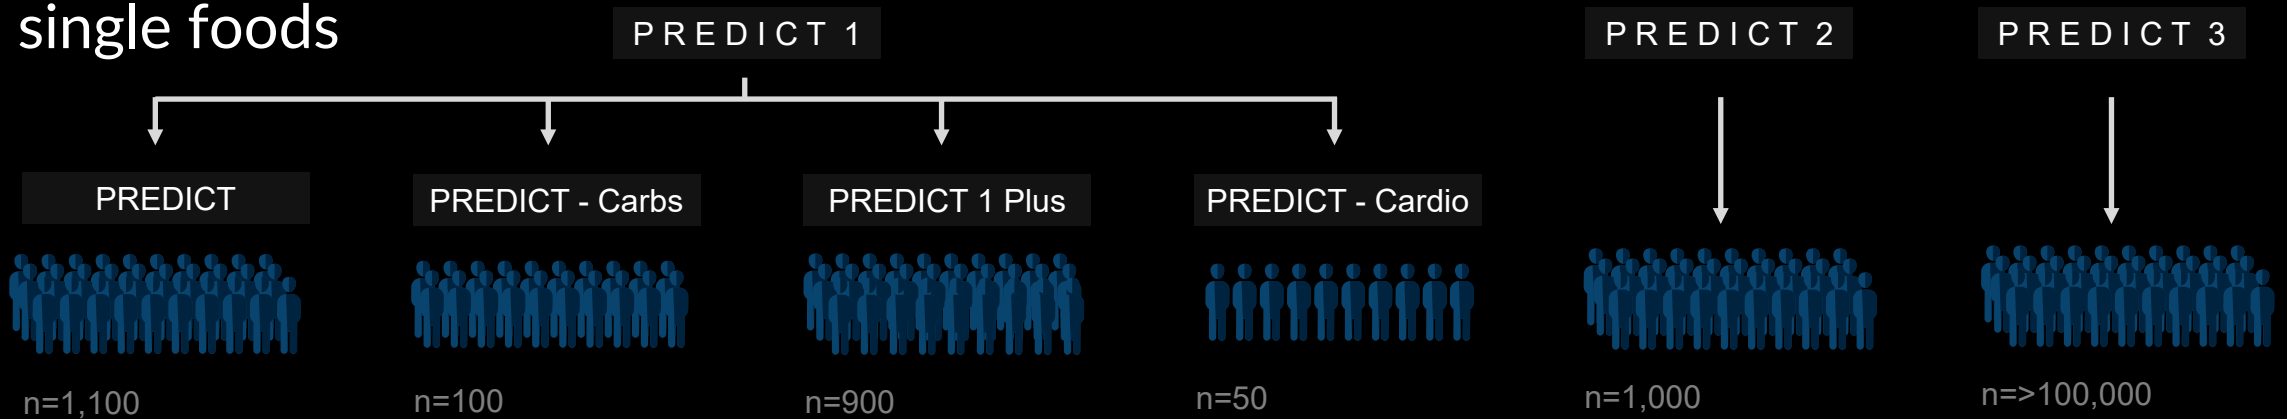 single foods
PREDICT 1
PREDICT 2
PREDICT 3
PREDICT
PREDICT - Carbs
PREDICT 1 Plus
PREDICT - Cardio
n=1,100
n=100
n=900
n=50
n=1,000
n=>100,000